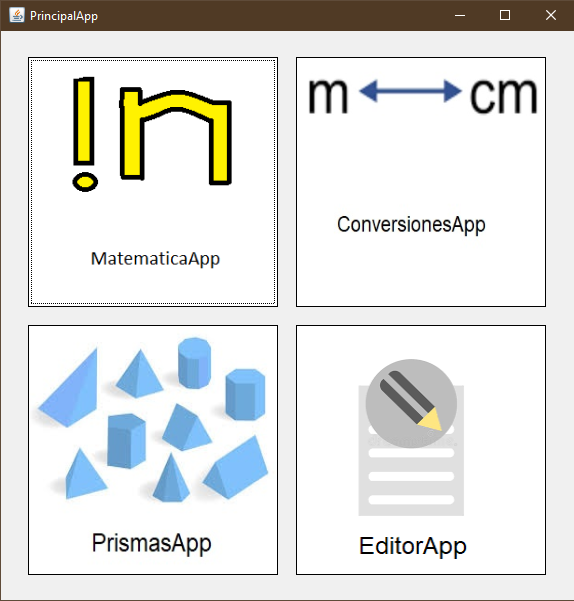 PrincipalApp
!n
MatematicaApp
m cm
ConversionesApp
PrismasApp
EditorApp